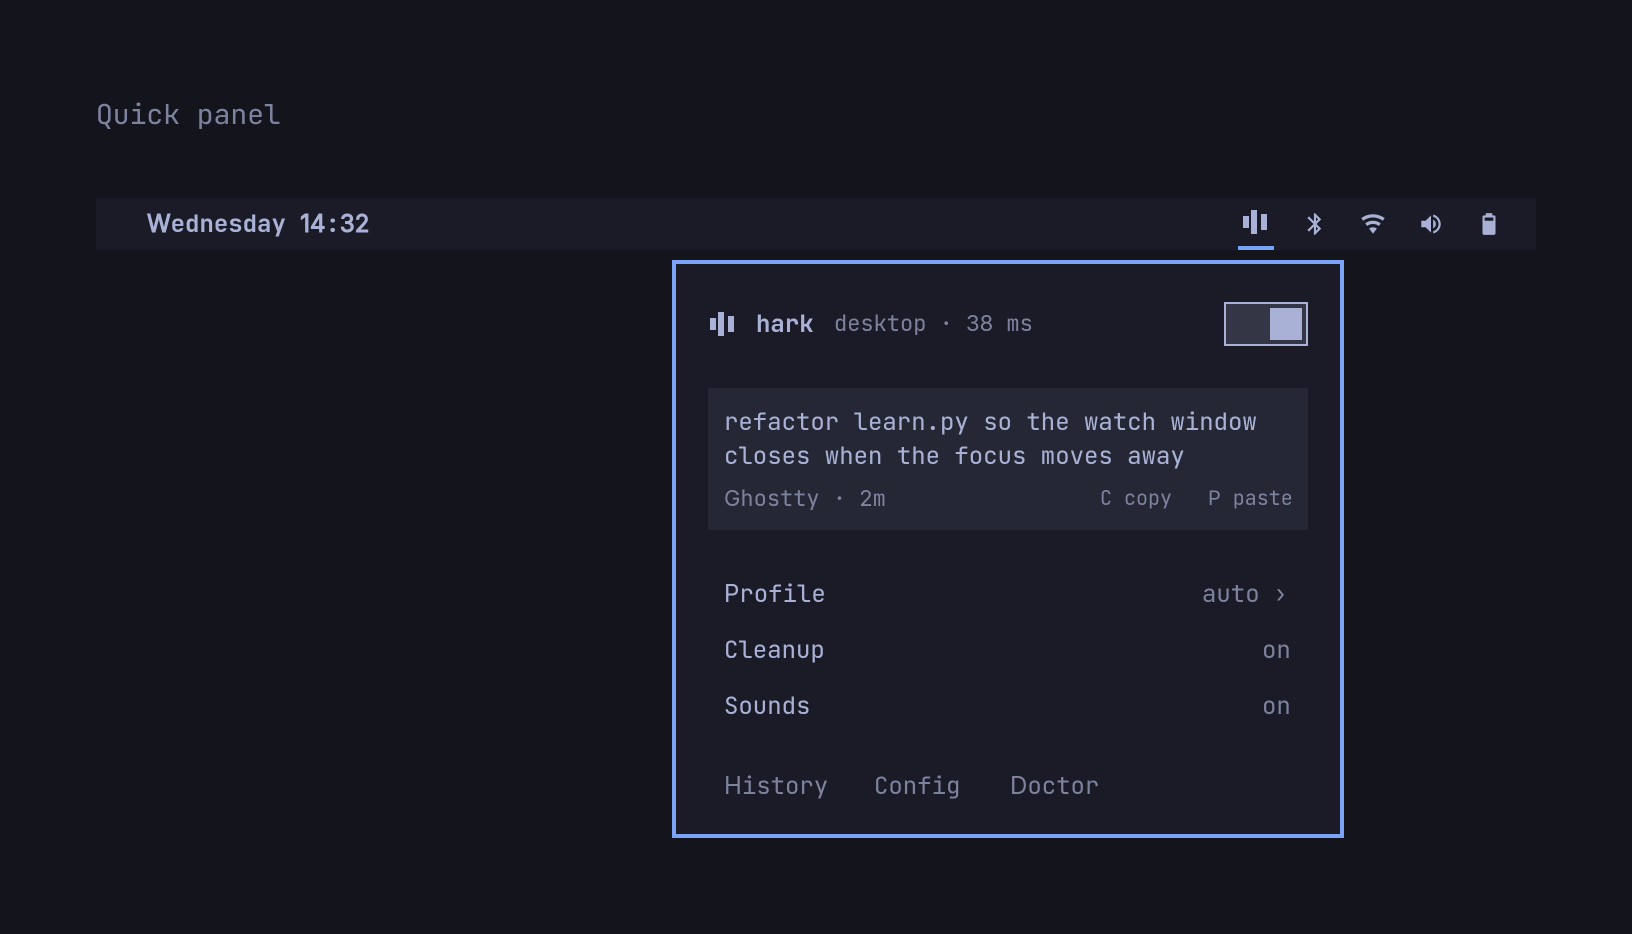 Quick panel
Wednesday 14:32
hark desktop · 38 ms
refactor learn.py so the watch window
closes when the focus moves away
Ghostty · 2m C copy P paste
Profile auto ›
Cleanup on
Sounds on
History Config Doctor